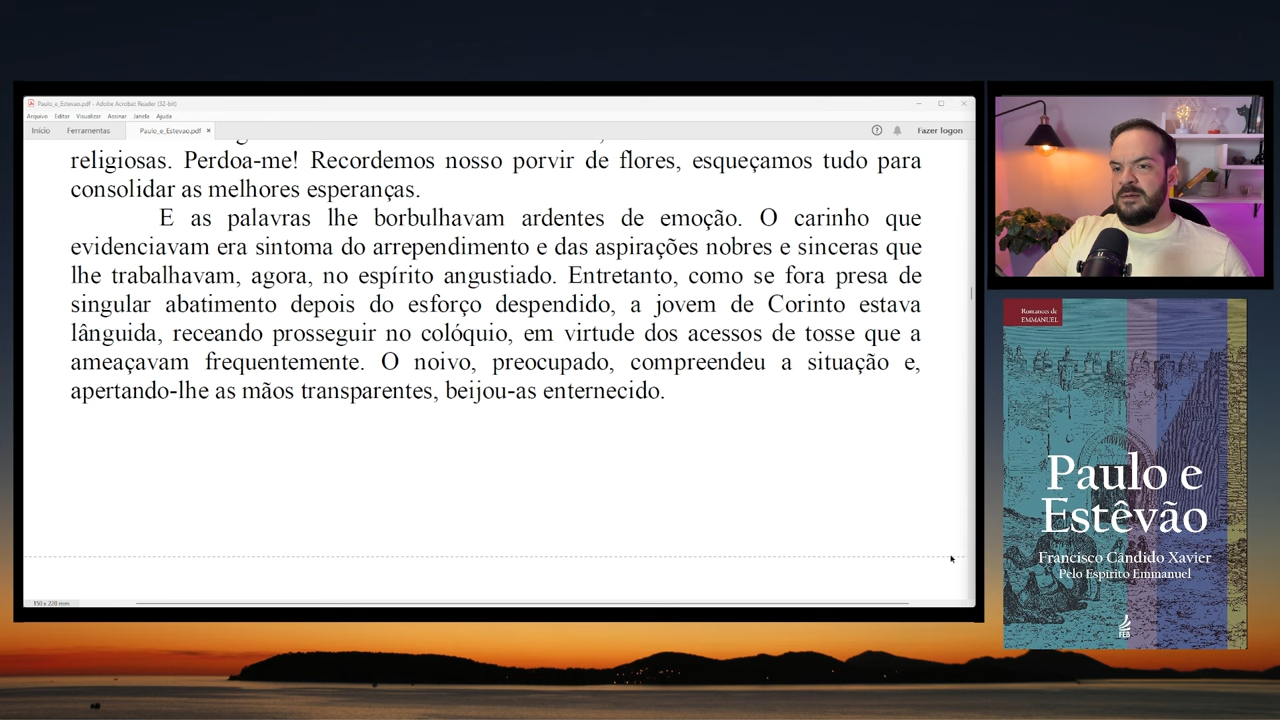 Paulo_e_Estevao.pdf - Adobe Acrobat Reader (32-bit)
Arquivo Editar Visualizar Assinar Janela Ajuda
Início Ferramentas Paulo_e_Estevao.pdf × Fazer logon
religiosas. Perdoa-me! Recordemos nosso porvir de flores, esqueçamos tudo para
consolidar as melhores esperanças.
E as palavras lhe borbulhavam ardentes de emoção. O carinho que
evidenciavam era sintoma do arrependimento e das aspirações nobres e sinceras que
lhe trabalhavam, agora, no espírito angustiado. Entretanto, como se fora presa de
singular abatimento depois do esforço despendido, a jovem de Corinto estava
lânguida, receando prosseguir no colóquio, em virtude dos acessos de tosse que a
ameaçavam frequentemente. O noivo, preocupado, compreendeu a situação e,
apertando-lhe as mãos transparentes, beijou-as enternecido.
150 x 220 mm
Romances de
EMMANUEL
Paulo e
Estêvão
Francisco Cândido Xavier
Pelo Espírito Emmanuel
FEB